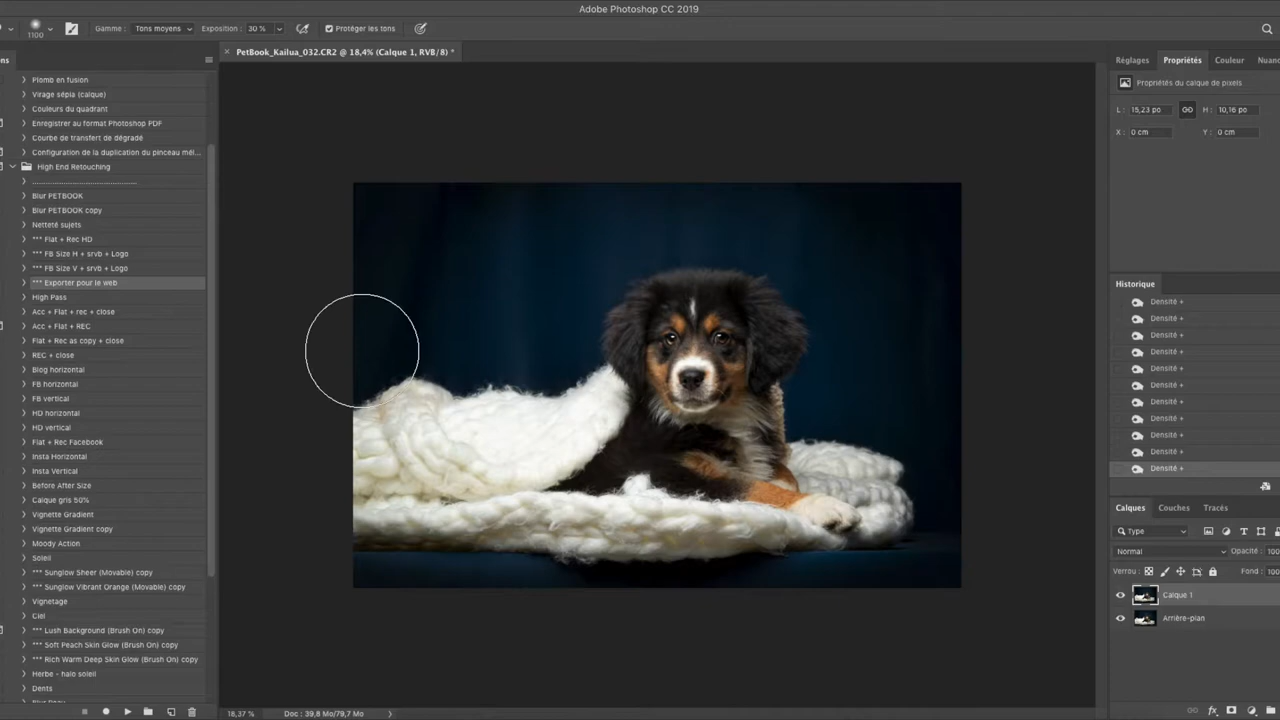 Adobe Photoshop CC 2019
1100 Gamme : Tons moyens Exposition : 30 % Protéger les tons
PetBook_Kailua_032.CR2 @ 18,4% (Calque 1, RVB/8) *
Plomb en fusion
Virage sépia (calque)
Couleurs du quadrant
Enregistrer au format Photoshop PDF
Courbe de transfert de dégradé
Configuration de la duplication du pinceau mél...
High End Retouching
Blur PETBOOK
Blur PETBOOK copy
Netteté sujets
*** Flat + Rec HD
*** FB Size H + srvb + Logo
*** FB Size V + srvb + Logo
*** Exporter pour le web
High Pass
Acc + Flat + rec + close
Acc + Flat + REC
Flat + Rec as copy + close
REC + close
Blog horizontal
FB horizontal
FB vertical
HD horizontal
HD vertical
Flat + Rec Facebook
Insta Horizontal
Insta Vertical
Before After Size
Calque gris 50%
Vignette Gradient
Vignette Gradient copy
Moody Action
Soleil
*** Sunglow Sheer (Movable) copy
*** Sunglow Vibrant Orange (Movable) copy
Vignetage
Ciel
*** Lush Background (Brush On) copy
*** Soft Peach Skin Glow (Brush On) copy
*** Rich Warm Deep Skin Glow (Brush On) copy
Herbe - halo soleil
Dents
18,37 % Doc : 39,8 Mo/79,7 Mo
Réglages Propriétés Couleur Nuanc
Propriétés du calque de pixels
L : 15,23 po H : 10,16 po
X : 0 cm Y : 0 cm
Historique
Densité +
Densité +
Densité +
Densité +
Densité +
Densité +
Densité +
Densité +
Densité +
Densité +
Densité +
Calques Couches Tracés
Type
Normal Opacité : 100
Verrou : Fond : 100
Calque 1
Arrière-plan